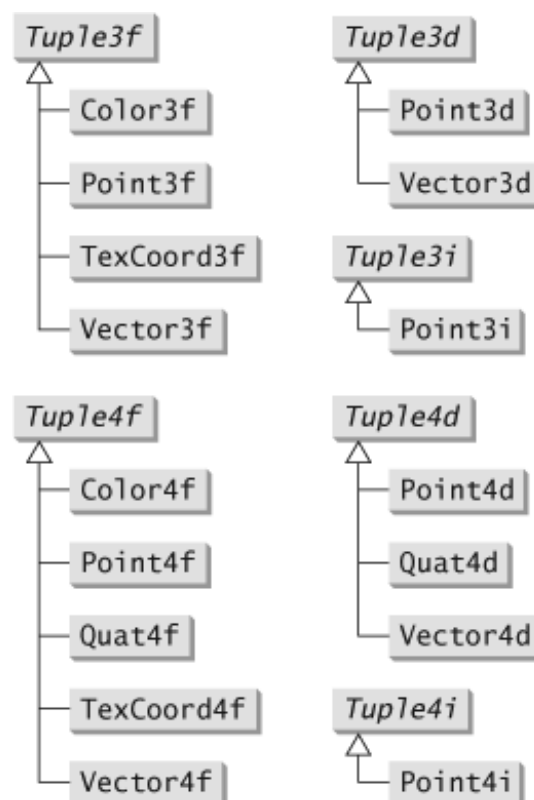 Tuple3f
Color3f
Point3f
TexCoord3f
Vector3f
Tuple3d
Point3d
Vector3d
Tuple3i
Point3i
Tuple4f
Color4f
Point4f
Quat4f
TexCoord4f
Vector4f
Tuple4d
Point4d
Quat4d
Vector4d
Tuple4i
Point4i